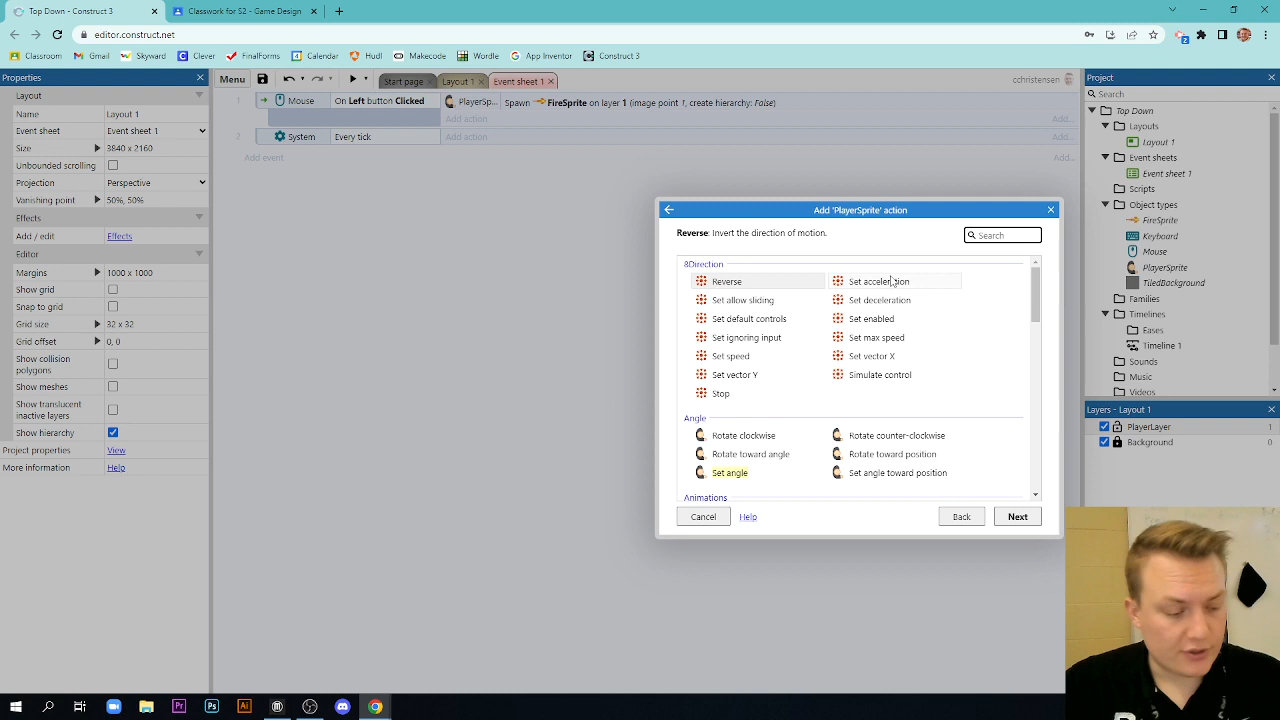 Top Down - Construct 3
Classwork for S2 - Game Design
editor.construct.net
Classroom
Gmail
Skyward
Clever
FinalForms
Calendar
Hudl
Makecode
Wordle
App Inventor
Construct 3
Properties
Layout
Name Layout 1
Event sheet Event sheet 1
Size 3840 x 2160
Unbounded scrolling
Projection Perspective
Vanishing point 50%, 50%
Effects
Add / edit Effects
Editor
Margins 1000 x 1000
Show grid
Snap to grid
Grid size 32 x 32
Grid offset 0, 0
Show collision
polygons
Show meshes
Show translucent
inactive layers
Show hierarchy
Project properties View
More information Help
Menu
Start page
Layout 1
Event sheet 1
cchristensen
1 Mouse On Left button Clicked PlayerSp... Spawn FireSprite on layer 1 (image point 1, create hierarchy: False)
Add action Add...
2 System Every tick Add action Add...
Add event Add...
Add 'PlayerSprite' action
Reverse: Invert the direction of motion.
Search
8Direction
Reverse Set acceleration
Set allow sliding Set deceleration
Set default controls Set enabled
Set ignoring input Set max speed
Set speed Set vector X
Set vector Y Simulate control
Stop
Angle
Rotate clockwise Rotate counter-clockwise
Rotate toward angle Rotate toward position
Set angle Set angle toward position
Animations
Cancel Help Back Next
Project
Search
Top Down
Layouts
Layout 1
Event sheets
Event sheet 1
Scripts
Object types
FireSprite
Keyboard
Mouse
PlayerSprite
TiledBackground
Families
Timelines
Eases
Timeline 1
Sounds
Music
Videos
Layers - Layout 1
PlayerLayer 1
Background 0
Pr
Ps
Ai